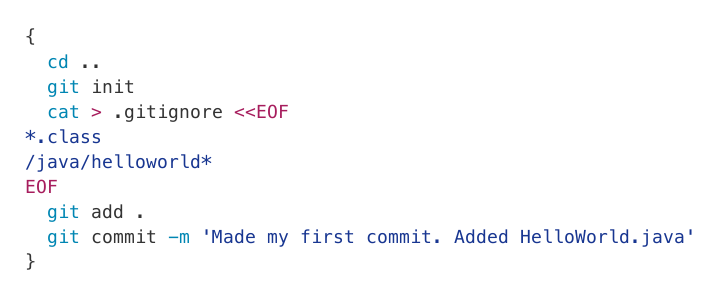 {
  cd ..
  git init
  cat > .gitignore <<EOF
*.class
/java/helloworld*
EOF
  git add .
  git commit -m 'Made my first commit. Added HelloWorld.java'
}